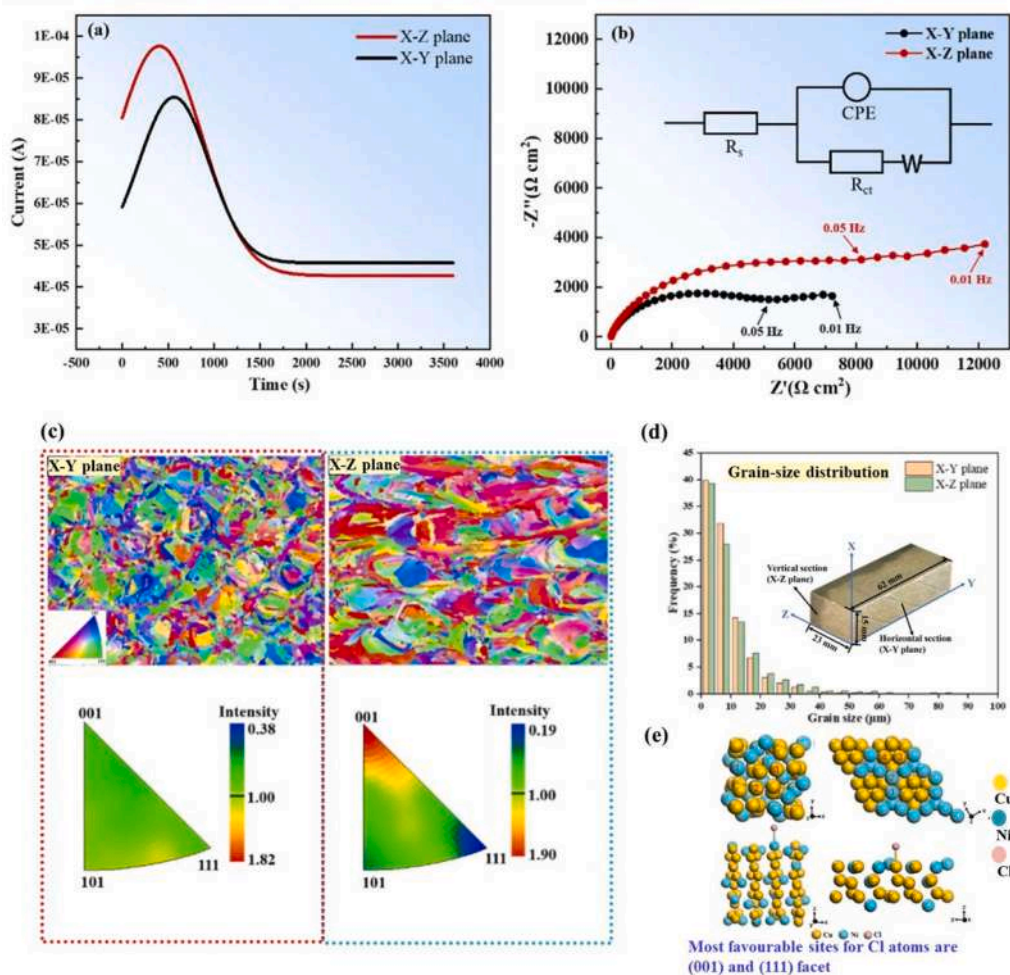 (a)
X-Z plane
X-Y plane
1E-04
9E-05
8E-05
7E-05
6E-05
5E-05
4E-05
3E-05
Current (A)
-500 0 500 1000 1500 2000 2500 3000 3500 4000
Time (s)
(b)
X-Y plane
X-Z plane
12000
10000
8000
6000
4000
2000
0
-Z''(Ω cm²)
CPE
Rs
Rct
W
0.05 Hz
0.01 Hz
0.05 Hz
0.01 Hz
0 2000 4000 6000 8000 10000 12000
Z'(Ω cm²)
(c)
X-Y plane
X-Z plane
001
101
111
Intensity
0.38
1.00
1.82
001
101
111
Intensity
0.19
1.00
1.90
(d)
Grain-size distribution
X-Y plane
X-Z plane
45
40
35
30
25
20
15
10
5
0
Frequency (%)
0 10 20 30 40 50 60 70 80 90
Grain size (μm)
Vertical section
(X-Z plane)
Horizontal section
(X-Y plane)
X
Y
Z
62 mm
15 mm
23 mm
(e)
Cu
Ni
Cl
Cu Ni Cl
Most favourable sites for Cl atoms are
(001) and (111) facet